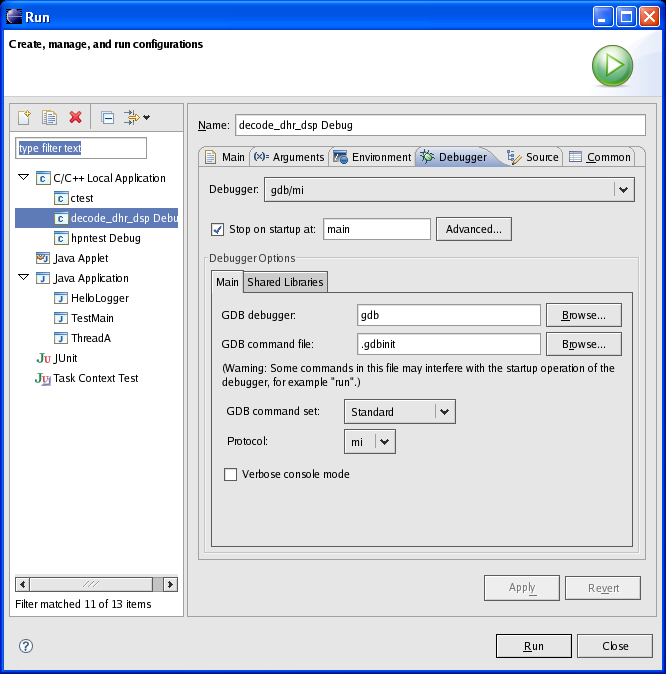 Run
Create, manage, and run configurations
type filter text
C/C++ Local Application
ctest
decode_dhr_dsp Debu
hpntest Debug
Java Applet
Java Application
HelloLogger
TestMain
ThreadA
JUnit
Task Context Test
Filter matched 11 of 13 items
Name: decode_dhr_dsp Debug
Main (x)= Arguments Environment Debugger Source Common
Debugger: gdb/mi
Stop on startup at: main Advanced...
Debugger Options
Main Shared Libraries
GDB debugger: gdb Browse...
GDB command file: .gdbinit Browse...
(Warning: Some commands in this file may interfere with the startup operation of the
debugger, for example "run".)
GDB command set: Standard
Protocol: mi
Verbose console mode
Apply Revert
Run Close